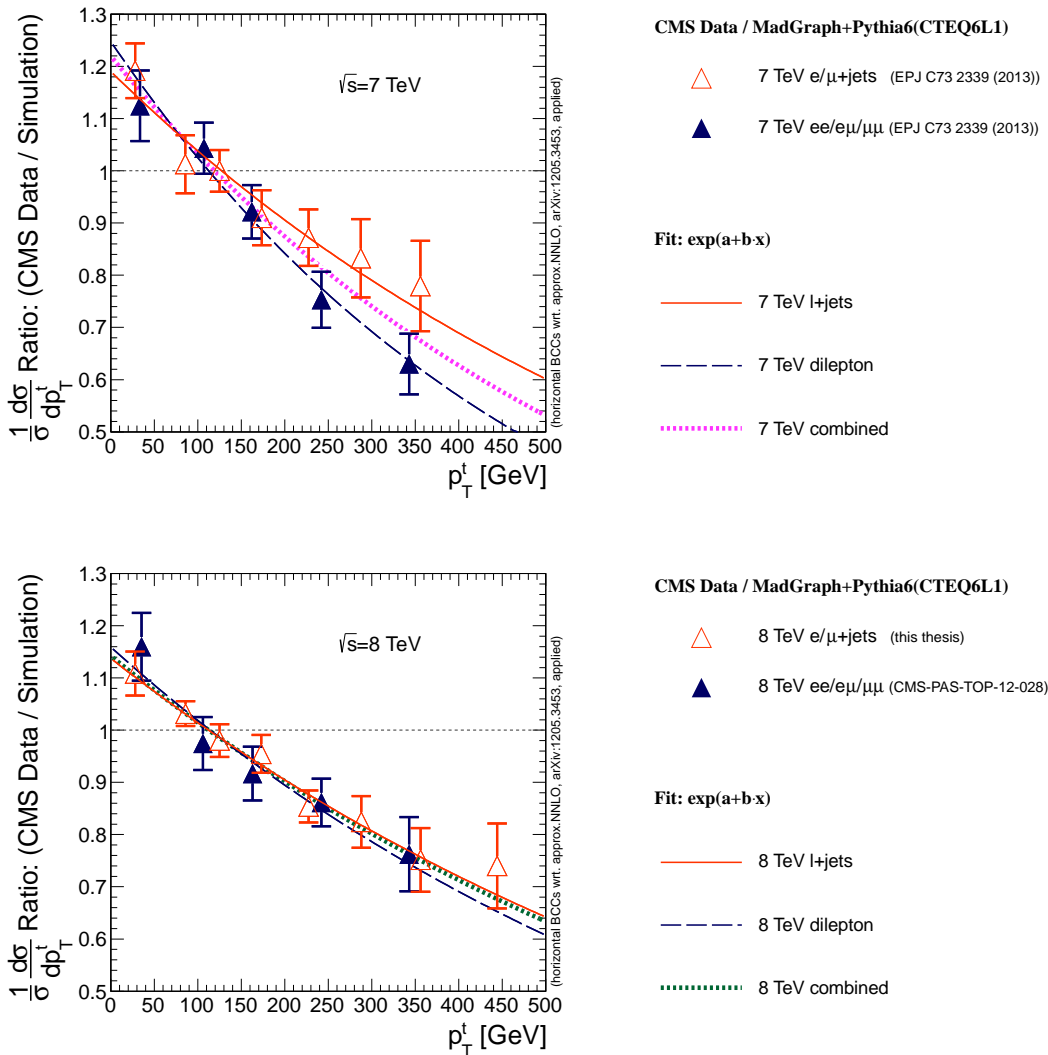 CMS Data / MadGraph+Pythia6(CTEQ6L1)
7 TeV e/μ+jets (EPJ C73 2339 (2013))
7 TeV ee/eμ/μμ (EPJ C73 2339 (2013))
Fit: exp(a+b·x)
7 TeV l+jets
7 TeV dilepton
7 TeV combined
√s=7 TeV
1/σ dσ/dp_T^t Ratio: (CMS Data / Simulation)
1.3
1.2
1.1
1
0.9
0.8
0.7
0.6
0.5
0 50 100 150 200 250 300 350 400 450 500
p_T^t [GeV]
(horizontal BCCs wrt. approx.NNLO, arXiv:1205.3453, applied)
CMS Data / MadGraph+Pythia6(CTEQ6L1)
8 TeV e/μ+jets (this thesis)
8 TeV ee/eμ/μμ (CMS-PAS-TOP-12-028)
Fit: exp(a+b·x)
8 TeV l+jets
8 TeV dilepton
8 TeV combined
√s=8 TeV
1/σ dσ/dp_T^t Ratio: (CMS Data / Simulation)
1.3
1.2
1.1
1
0.9
0.8
0.7
0.6
0.5
0 50 100 150 200 250 300 350 400 450 500
p_T^t [GeV]
(horizontal BCCs wrt. approx.NNLO, arXiv:1205.3453, applied)